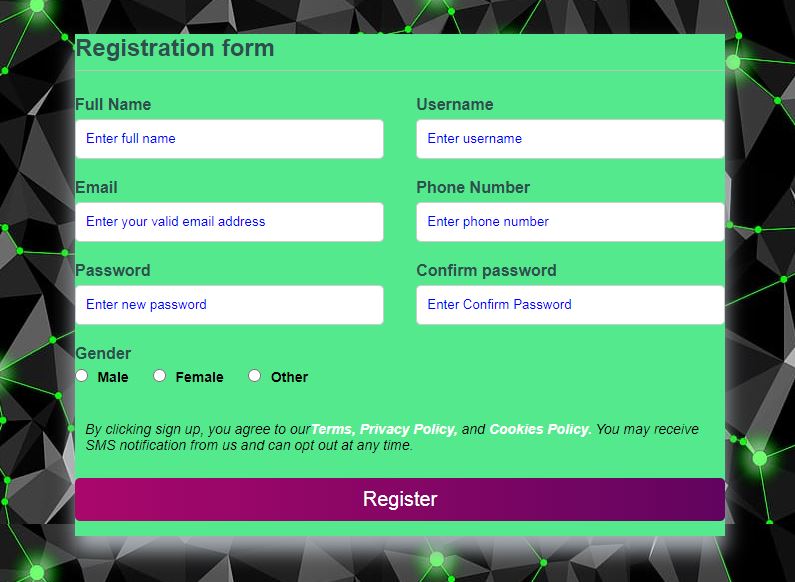 Registration form
Full Name
Username
Enter full name
Enter username
Email
Phone Number
Enter your valid email address
Enter phone number
Password
Confirm password
Enter new password
Enter Confirm Password
Gender
Male Female Other
By clicking sign up, you agree to ourTerms, Privacy Policy, and Cookies Policy. You may receive
SMS notification from us and can opt out at any time.
Register